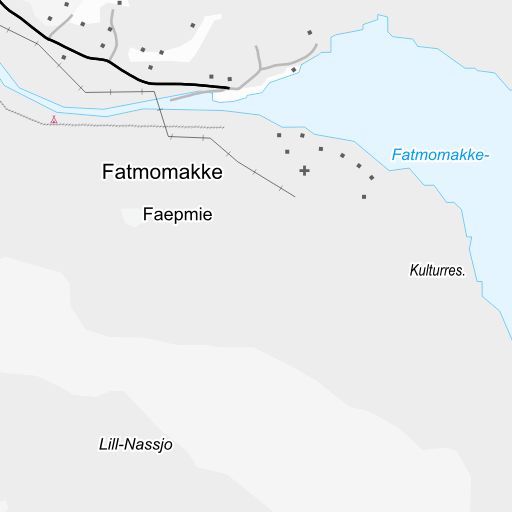 Fatmomakke-
Fatmomakke
Faepmie
Kulturres.
Lill-Nassjo